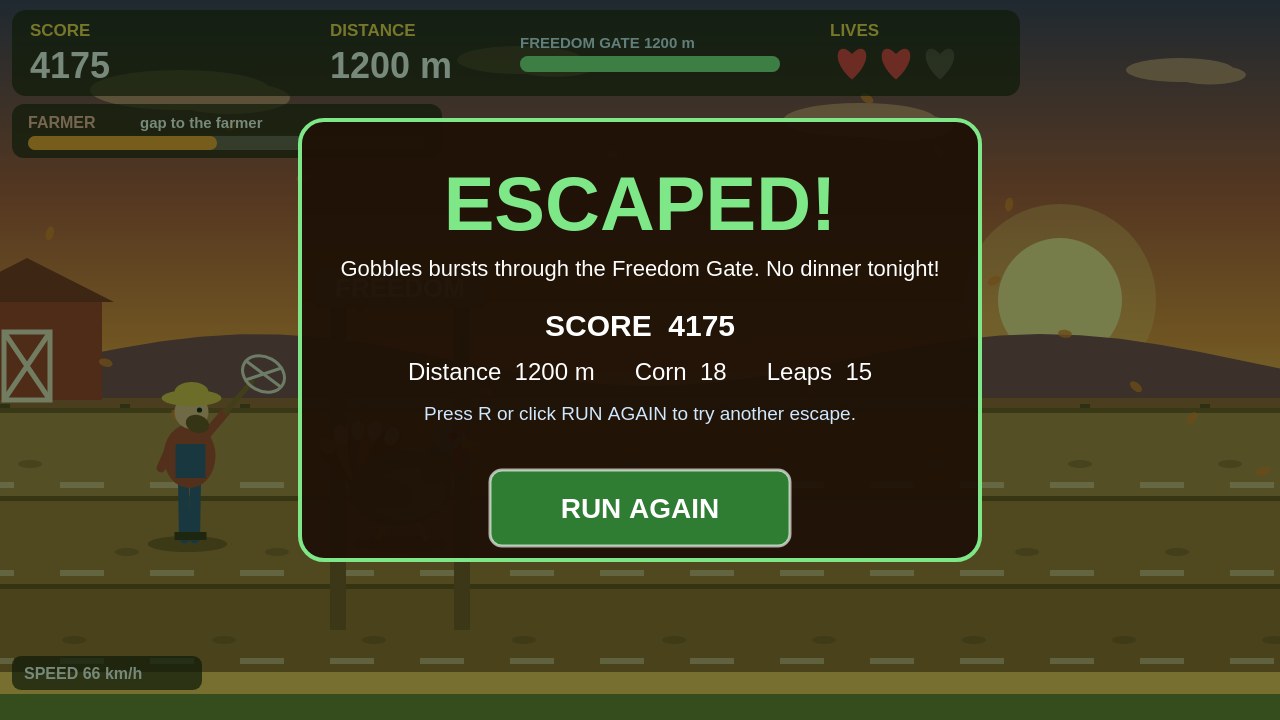 SCORE
4175
DISTANCE
1200 m
FREEDOM GATE 1200 m
LIVES
FARMER
gap to the farmer
ESCAPED!
Gobbles bursts through the Freedom Gate. No dinner tonight!
FREEDOM
SCORE 4175
Distance 1200 m Corn 18 Leaps 15
Press R or click RUN AGAIN to try another escape.
RUN AGAIN
SPEED 66 km/h